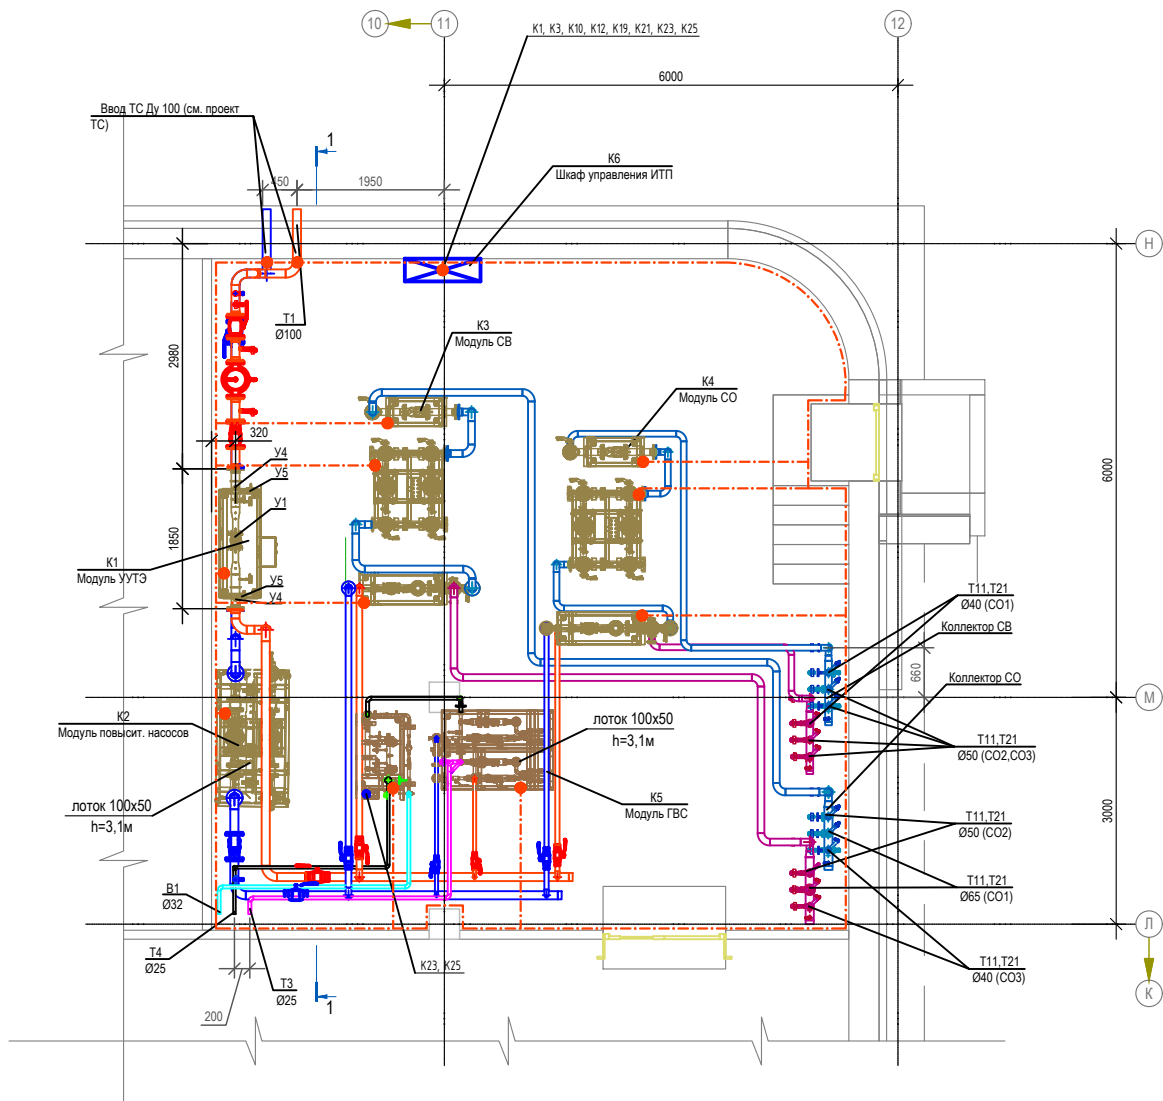 10
11
12
К1, К3, К10, К12, К19, К21, К23, К25
6000
Ввод ТС Ду 100 (см. проект
ТС)
1
К6
Шкаф управления ИТП
450
1950
Н
Т1
Ø100
К3
Модуль СВ
2980
К4
Модуль СО
320
У4
У5
У1
6000
1850
К1
Модуль УУТЭ
У5
У4
Т11,Т21
Ø40 (СО1)
Коллектор СВ
660
Коллектор СО
М
К2
Модуль повысит. насосов
лоток 100х50
h=3,1м
Т11,Т21
Ø50 (СО2,СО3)
лоток 100х50
h=3,1м
К5
Модуль ГВС
3000
Т11,Т21
Ø50 (СО2)
В1
Ø32
Т11,Т21
Ø65 (СО1)
Л
Т4
Ø25
К23, К25
Т11,Т21
Ø40 (СО3)
Т3
Ø25
К
200
1